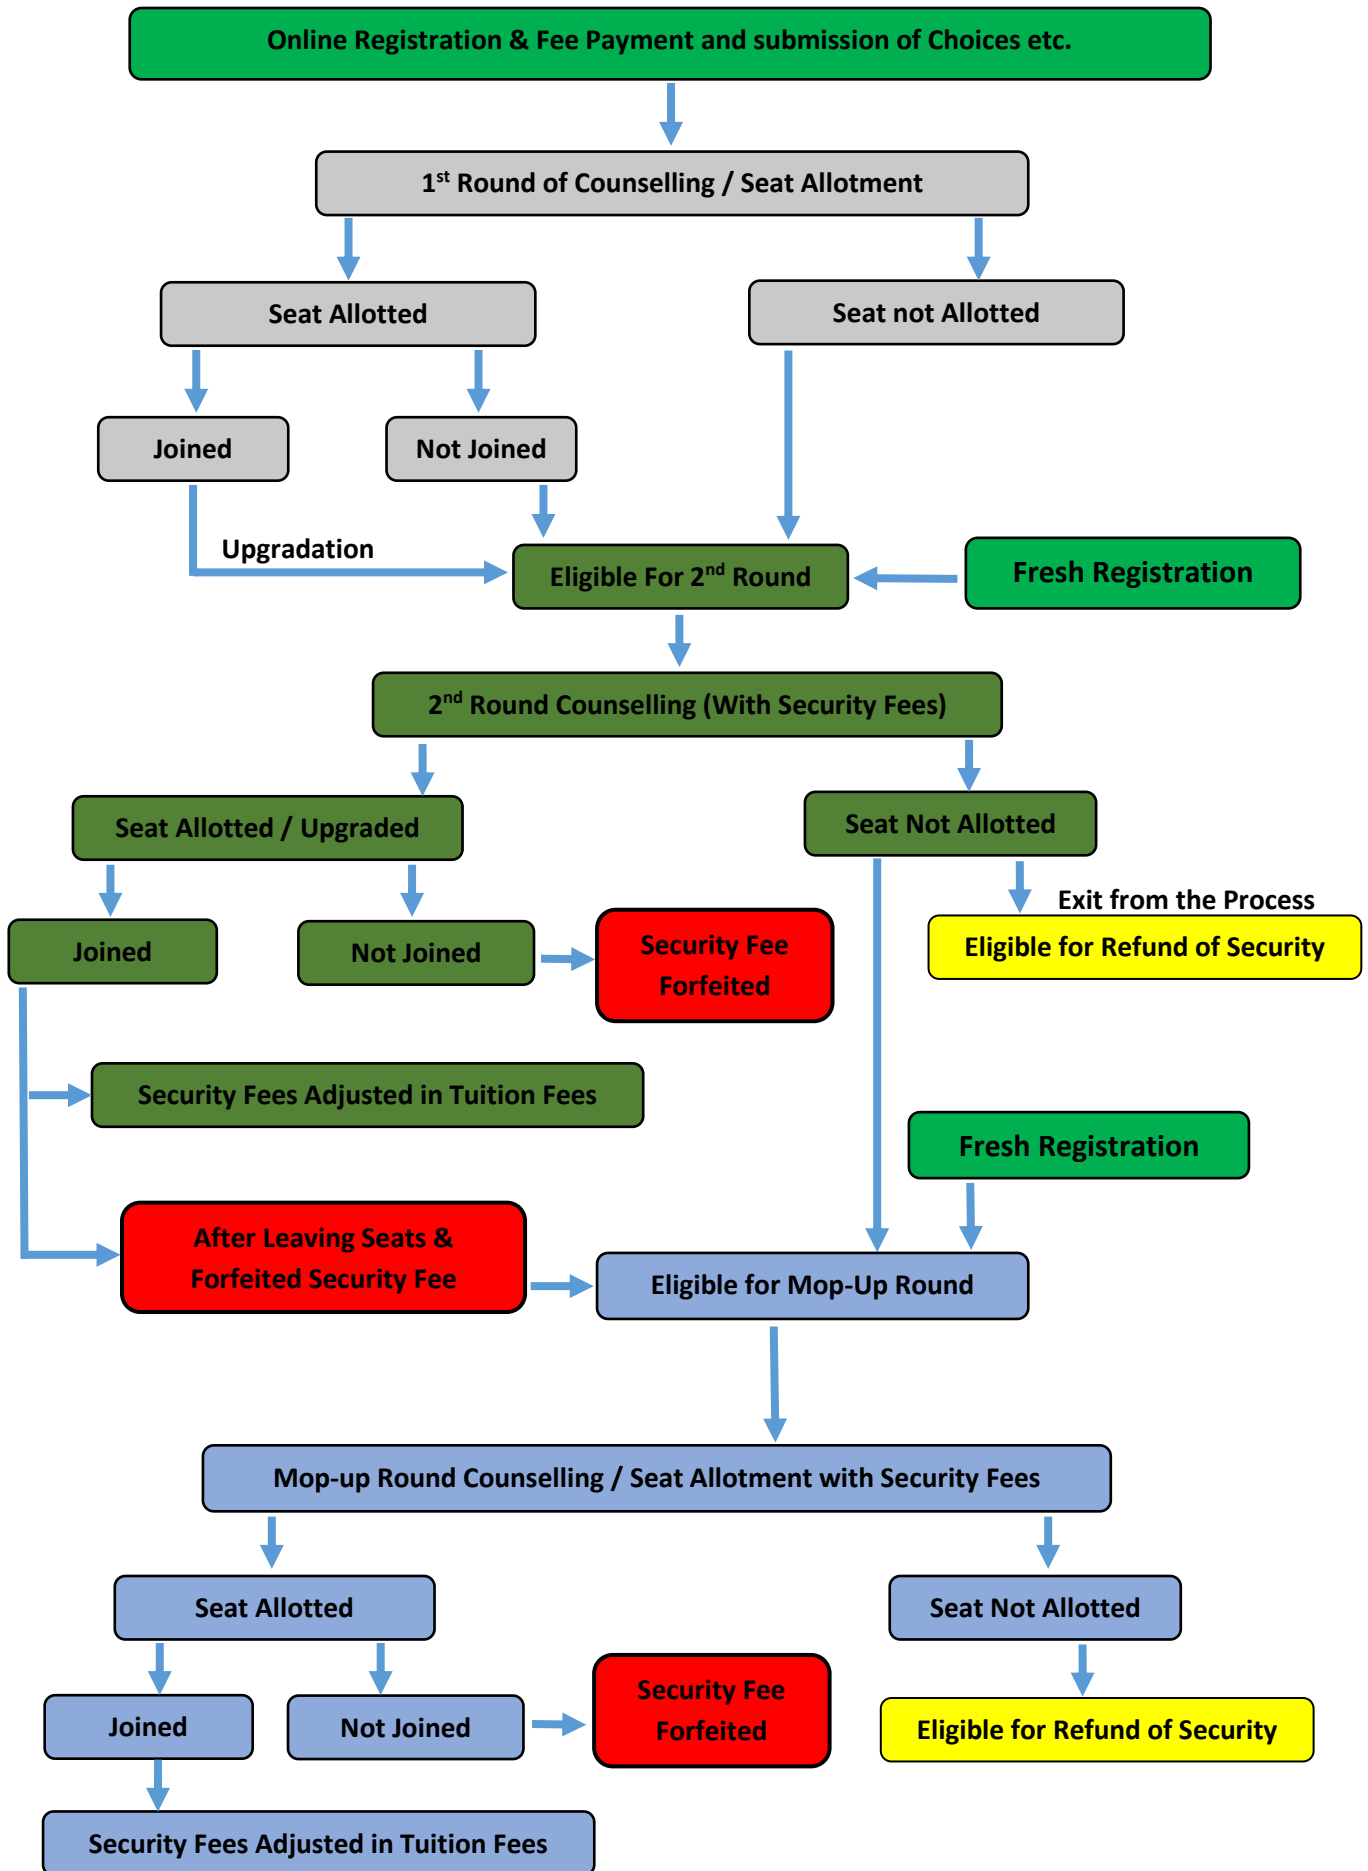 Online Registration & Fee Payment and submission of Choices etc.
1st Round of Counselling / Seat Allotment
Seat Allotted
Seat not Allotted
Joined
Not Joined
Upgradation
Eligible For 2nd Round
Fresh Registration
2nd Round Counselling (With Security Fees)
Seat Allotted / Upgraded
Seat Not Allotted
Exit from the Process
Joined
Not Joined
Security Fee
Forfeited
Eligible for Refund of Security
Security Fees Adjusted in Tuition Fees
Fresh Registration
After Leaving Seats &
Forfeited Security Fee
Eligible for Mop-Up Round
Mop-up Round Counselling / Seat Allotment with Security Fees
Seat Allotted
Seat Not Allotted
Joined
Not Joined
Security Fee
Forfeited
Eligible for Refund of Security
Security Fees Adjusted in Tuition Fees